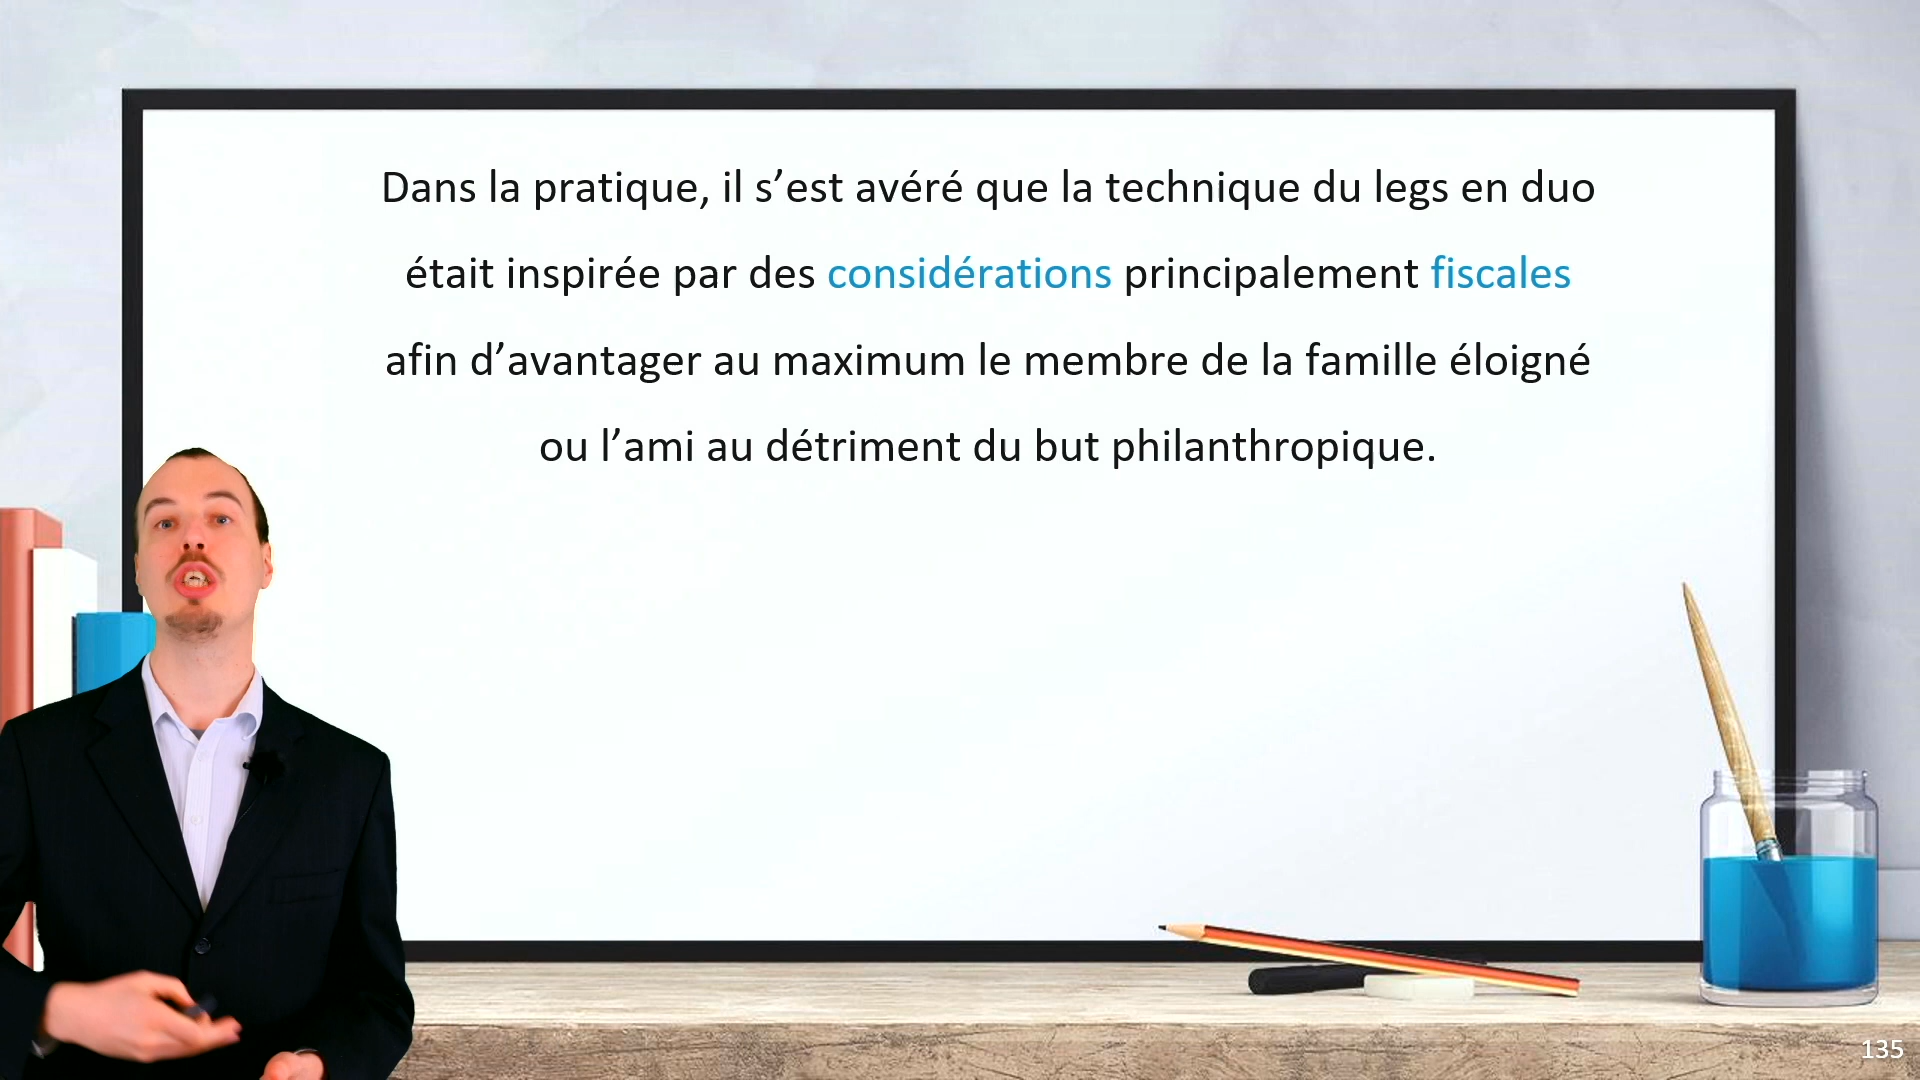 Dans la pratique, il s’est avéré que la technique du legs en duo
était inspirée par des considérations principalement fiscales
afin d’avantager au maximum le membre de la famille éloigné
ou l’ami au détriment du but philanthropique.
135